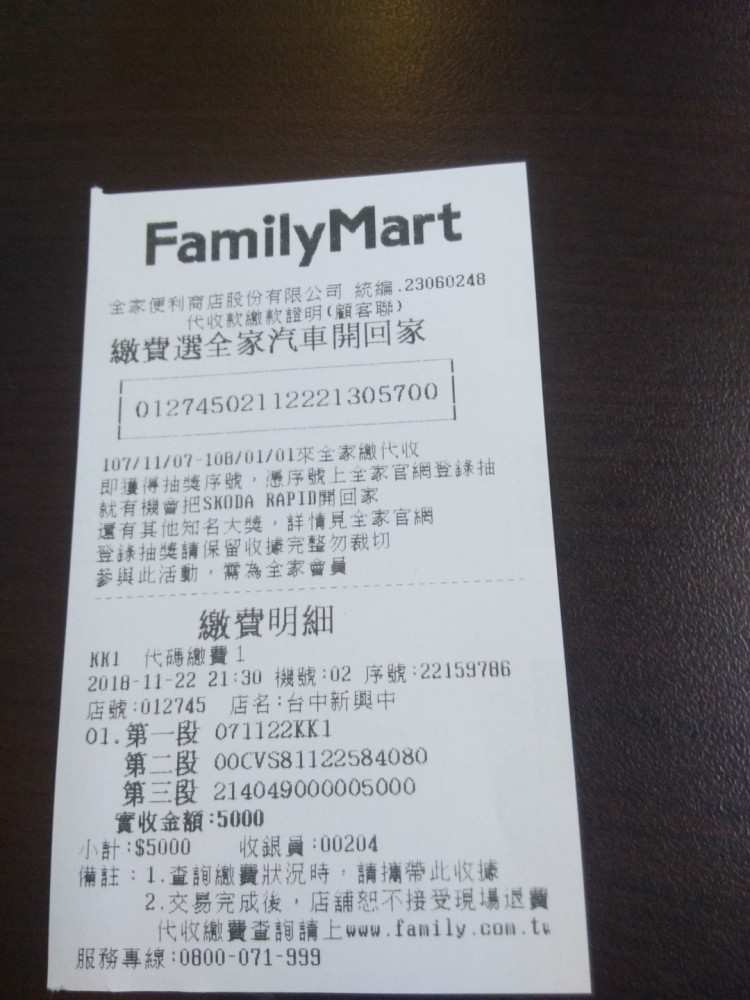 FamilyMart
全家便利商店股份有限公司 統編.23060248
代收款繳款證明(顧客聯)
繳費選全家汽車開回家
01274502112221305700
107/11/07-108/01/01來全家繳代收
即獲得抽獎序號，憑序號上全家官網登錄抽
就有機會把SKODA RAPID開回家
還有其他知名大獎，詳情見全家官網
登錄抽獎請保留收據完整勿裁切
參與此活動，需為全家會員
繳費明細
KK1 代碼繳費1
2018-11-22 21:30 機號:02 序號:22159786
店號:012745 店名:台中新興中
01.第一段 071122KK1
第二段 00CVS81122584080
第三段 214049000005000
實收金額:5000
小計:$5000 收銀員:00204
備註:1.查詢繳費狀況時，請攜帶此收據
2.交易完成後，店舖恕不接受現場退費
代收繳費查詢請上www.family.com.tw
服務專線:0800-071-999